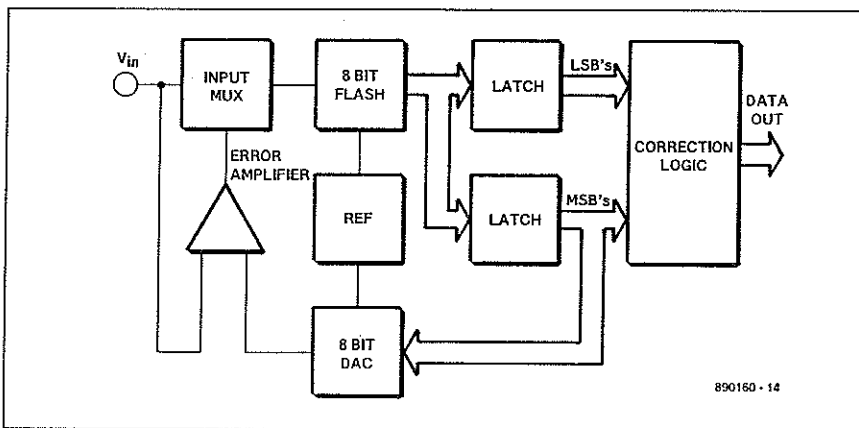 Vin
INPUT
MUX
8 BIT
FLASH
LATCH
LSB's
CORRECTION
LOGIC
DATA
OUT
ERROR
AMPLIFIER
REF
LATCH
MSB's
8 BIT
DAC
890160 - 14